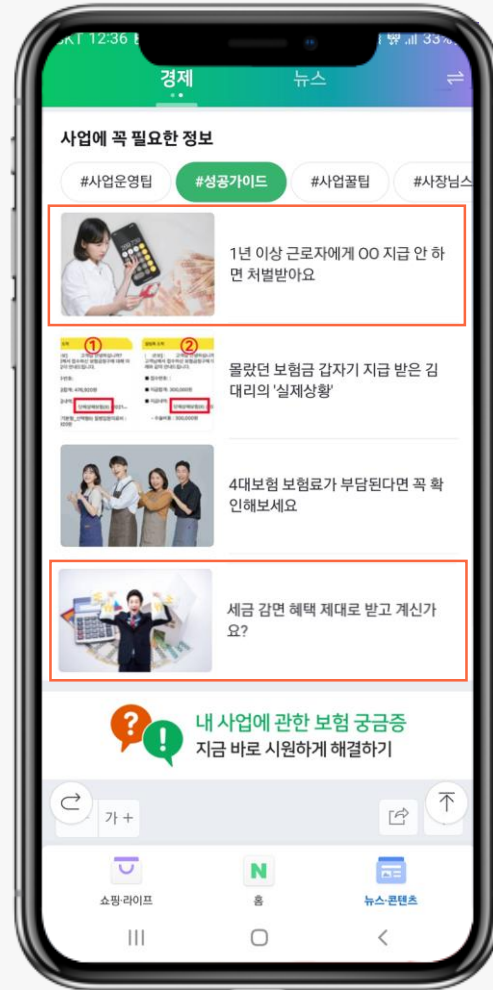 SKT 12:36
33%
경제
뉴스
사업에 꼭 필요한 정보
#사업운영팁
#성공가이드
#사업꿀팁
#사장님스
1년 이상 근로자에게 OO 지급 안 하
면 처벌받아요
①
②
물랐던 보험금 갑자기 지급 받은 김
대리의 '실제상황'
4대보험 보험료가 부담된다면 꼭 확
인해보세요
세금 감면 혜택 제대로 받고 계신가
요?
내 사업에 관한 보험 궁금증
지금 바로 시원하게 해결하기
가 +
쇼핑·라이프
N
홈
뉴스·콘텐츠